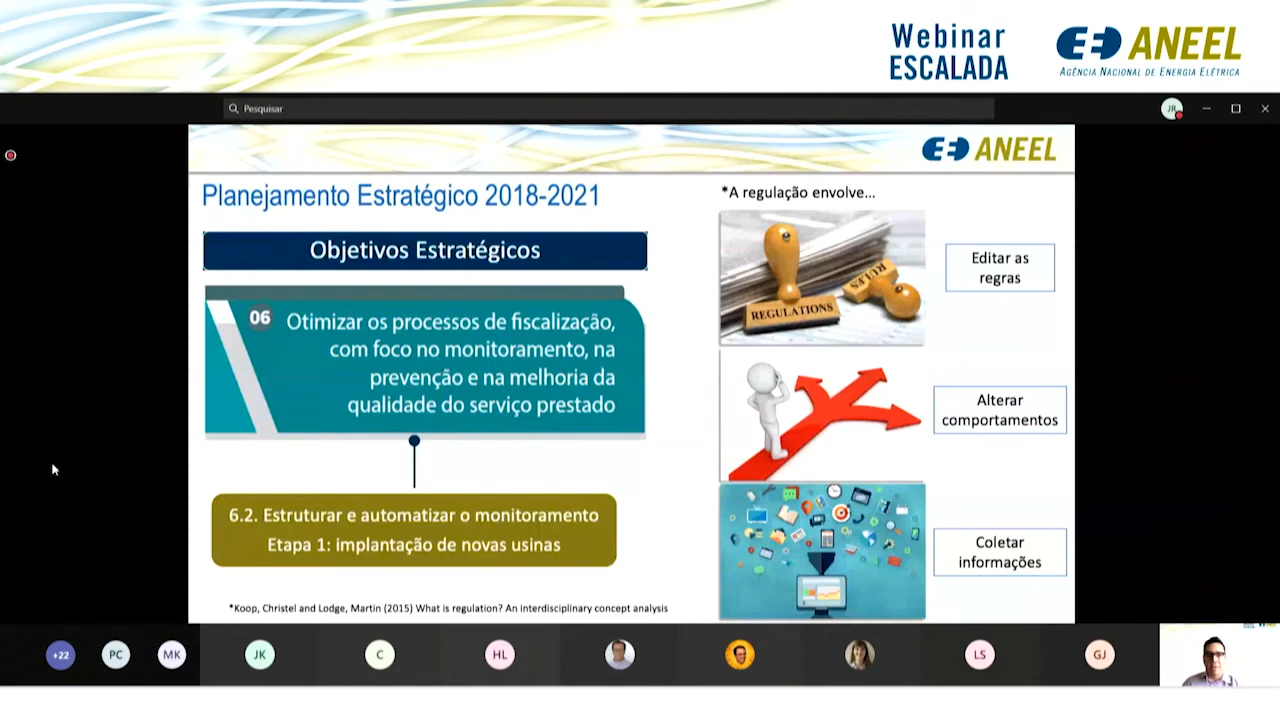 Webinar
ESCALADA
ANEEL
AGÊNCIA NACIONAL DE ENERGIA ELÉTRICA
Pesquisar
JR
ANEEL
Planejamento Estratégico 2018-2021
Objetivos Estratégicos
06
Otimizar os processos de fiscalização,
com foco no monitoramento, na
prevenção e na melhoria da
qualidade do serviço prestado
6.2. Estruturar e automatizar o monitoramento
Etapa 1: implantação de novas usinas
*Koop, Christel and Lodge, Martin (2015) What is regulation? An interdisciplinary concept analysis
*A regulação envolve...
REGULATIONS
RULES
Editar as
regras
Alterar
comportamentos
Coletar
informações
+22
PC
MK
JK
C
HL
LS
GJ